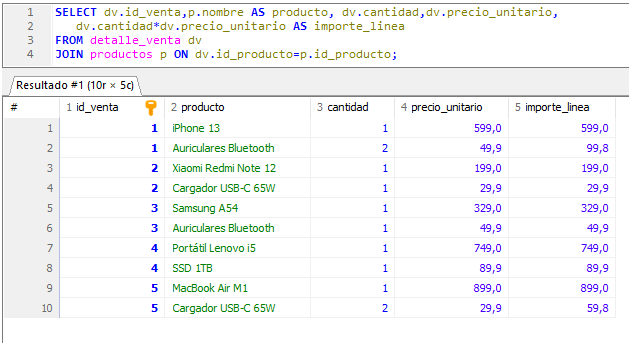 1 SELECT dv.id_venta,p.nombre AS producto, dv.cantidad,dv.precio_unitario,
2 dv.cantidad*dv.precio_unitario AS importe_linea
3 FROM detalle_venta dv
4 JOIN productos p ON dv.id_producto=p.id_producto;
Resultado #1 (10r × 5c)
# 1 id_venta 2 producto 3 cantidad 4 precio_unitario 5 importe_linea
1 1 iPhone 13 1 599,0 599,0
2 1 Auriculares Bluetooth 2 49,9 99,8
3 2 Xiaomi Redmi Note 12 1 199,0 199,0
4 2 Cargador USB-C 65W 1 29,9 29,9
5 3 Samsung A54 1 329,0 329,0
6 3 Auriculares Bluetooth 1 49,9 49,9
7 4 Portátil Lenovo i5 1 749,0 749,0
8 4 SSD 1TB 1 89,9 89,9
9 5 MacBook Air M1 1 899,0 899,0
10 5 Cargador USB-C 65W 2 29,9 59,8